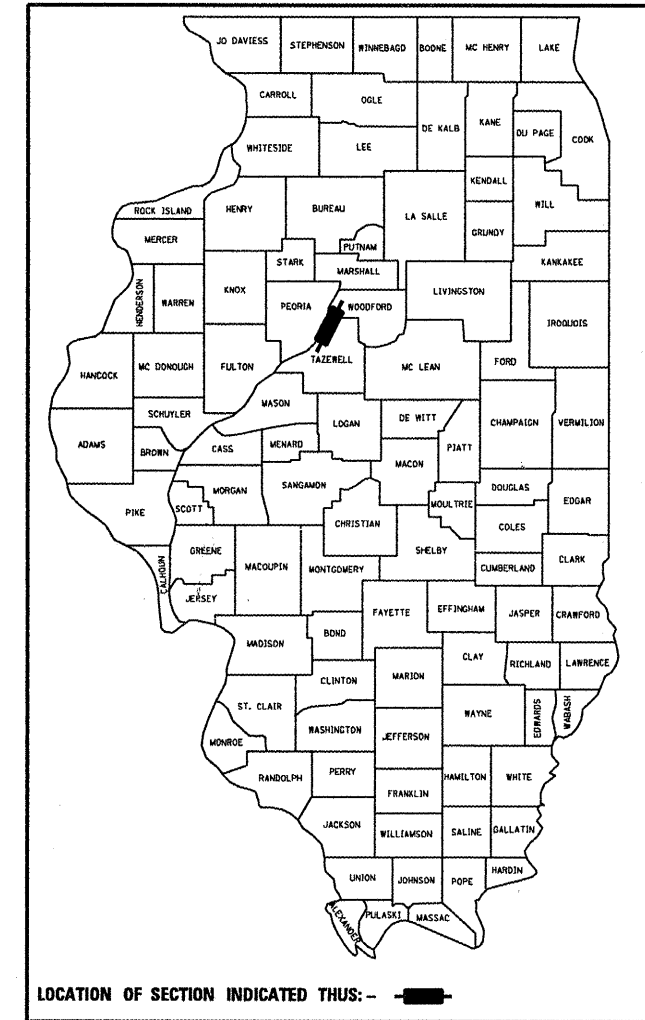 JO DAVIESS STEPHENSON WINNEBAGO BOONE MC HENRY LAKE
CARROLL OGLE DE KALB KANE DU PAGE COOK
WHITESIDE LEE
KENDALL WILL
ROCK ISLAND HENRY BUREAU LA SALLE GRUNDY
MERCER PUTNAM
STARK MARSHALL KANKAKEE
HENDERSON WARREN KNOX PEORIA WOODFORD LIVINGSTON IROQUOIS
HANCOCK MC DONOUGH FULTON TAZEWELL MC LEAN FORD
SCHUYLER MASON LOGAN DE WITT CHAMPAIGN VERMILION
ADAMS BROWN CASS MENARD PIATT
MACON
PIKE SCOTT MORGAN SANGAMON MOULTRIE DOUGLAS EDGAR
CHRISTIAN COLES
CALHOUN GREENE MACOUPIN MONTGOMERY SHELBY CUMBERLAND CLARK
JERSEY
MADISON BOND FAYETTE EFFINGHAM JASPER CRAWFORD
CLINTON MARION CLAY RICHLAND LAWRENCE
ST. CLAIR WASHINGTON JEFFERSON WAYNE EDWARDS WABASH
MONROE
RANDOLPH PERRY HAMILTON WHITE
FRANKLIN
JACKSON WILLIAMSON SALINE GALLATIN
UNION JOHNSON POPE HARDIN
ALEXANDER PULASKI MASSAC
LOCATION OF SECTION INDICATED THUS: -